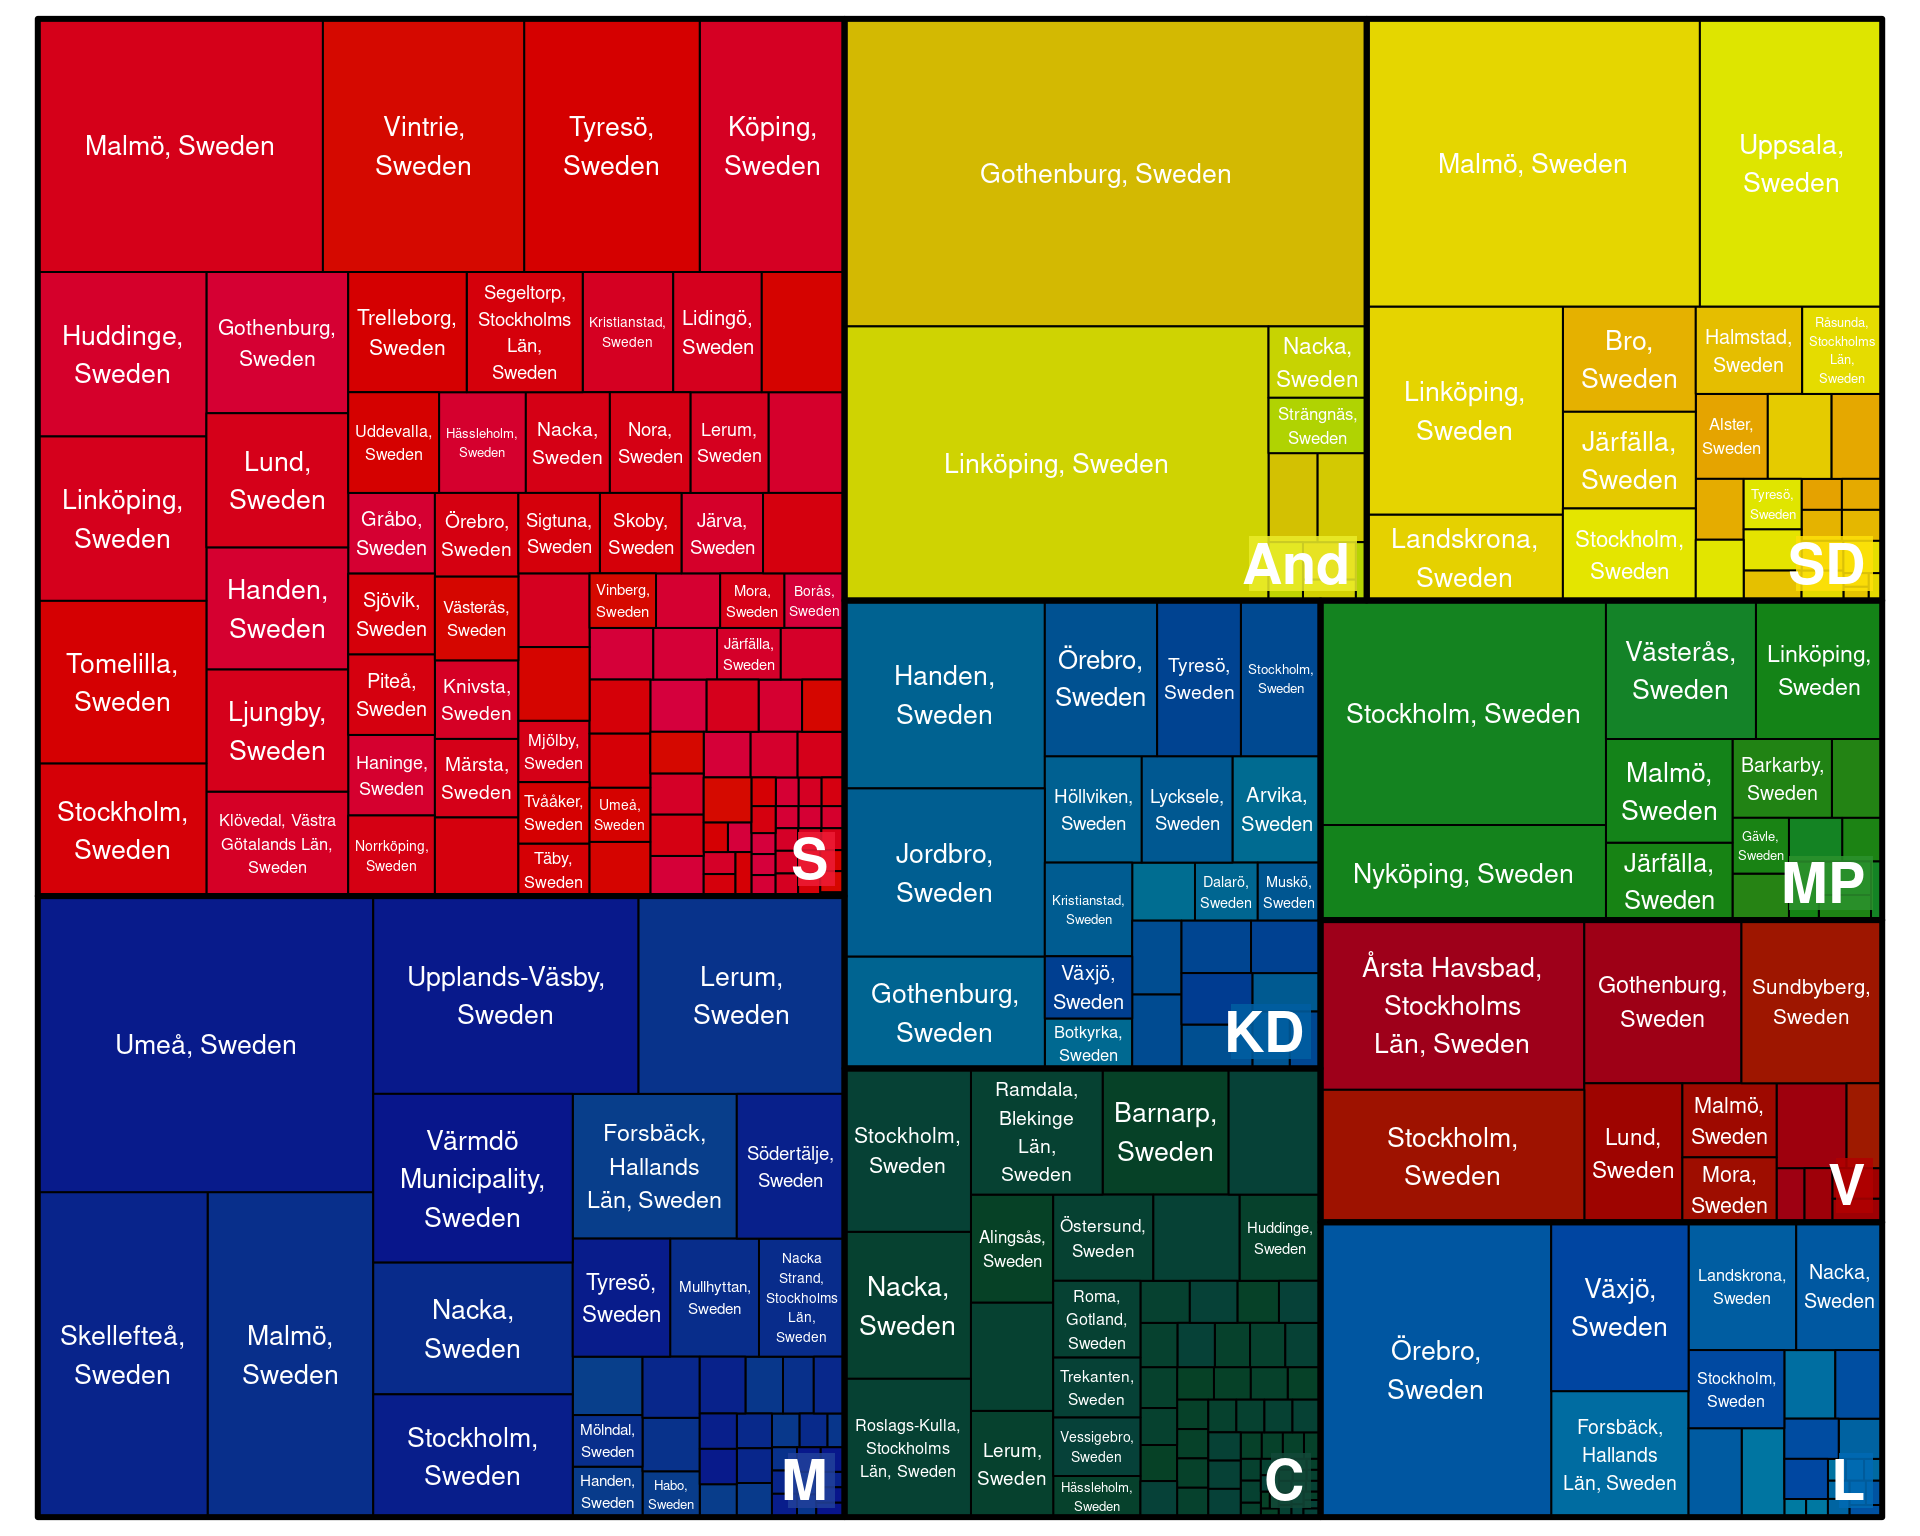 Malmö, Sweden
Vintrie,
Sweden
Tyresö,
Sweden
Köping,
Sweden
Huddinge,
Sweden
Gothenburg,
Sweden
Trelleborg,
Sweden
Segeltorp,
Stockholms
Län,
Sweden
Kristianstad,
Sweden
Lidingö,
Sweden
Linköping,
Sweden
Lund,
Sweden
Uddevalla,
Sweden
Hässleholm,
Sweden
Nacka,
Sweden
Nora,
Sweden
Lerum,
Sweden
Gråbo,
Sweden
Örebro,
Sweden
Sigtuna,
Sweden
Skoby,
Sweden
Järva,
Sweden
Handen,
Sweden
Sjövik,
Sweden
Västerås,
Sweden
Vinberg,
Sweden
Mora,
Sweden
Borås,
Sweden
Järfälla,
Sweden
Tomelilla,
Sweden
Ljungby,
Sweden
Piteå,
Sweden
Knivsta,
Sweden
Mjölby,
Sweden
Haninge,
Sweden
Märsta,
Sweden
Tvååker,
Sweden
Umeå,
Sweden
Stockholm,
Sweden
Klövedal, Västra
Götalands Län,
Sweden
Norrköping,
Sweden
Täby,
Sweden
S
Gothenburg, Sweden
Linköping, Sweden
Nacka,
Sweden
Strängnäs,
Sweden
And
Malmö, Sweden
Uppsala,
Sweden
Linköping,
Sweden
Bro,
Sweden
Halmstad,
Sweden
Råsunda,
Stockholms
Län,
Sweden
Järfälla,
Sweden
Alster,
Sweden
Tyresö,
Sweden
Landskrona,
Sweden
Stockholm,
Sweden
SD
Handen,
Sweden
Örebro,
Sweden
Tyresö,
Sweden
Stockholm,
Sweden
Jordbro,
Sweden
Höllviken,
Sweden
Lycksele,
Sweden
Arvika,
Sweden
Kristianstad,
Sweden
Dalarö,
Sweden
Muskö,
Sweden
Gothenburg,
Sweden
Växjö,
Sweden
Botkyrka,
Sweden
KD
Stockholm, Sweden
Västerås,
Sweden
Linköping,
Sweden
Malmö,
Sweden
Barkarby,
Sweden
Gävle,
Sweden
Nyköping, Sweden
Järfälla,
Sweden
MP
Årsta Havsbad,
Stockholms
Län, Sweden
Gothenburg,
Sweden
Sundbyberg,
Sweden
Stockholm,
Sweden
Lund,
Sweden
Malmö,
Sweden
Mora,
Sweden
V
Umeå, Sweden
Upplands-Väsby,
Sweden
Lerum,
Sweden
Värmdö
Municipality,
Sweden
Forsbäck,
Hallands
Län, Sweden
Södertälje,
Sweden
Skellefteå,
Sweden
Malmö,
Sweden
Nacka,
Sweden
Tyresö,
Sweden
Mullhyttan,
Sweden
Nacka
Strand,
Stockholms
Län,
Sweden
Stockholm,
Sweden
Mölndal,
Sweden
Handen,
Sweden
Habo,
Sweden
M
Stockholm,
Sweden
Ramdala,
Blekinge
Län,
Sweden
Barnarp,
Sweden
Nacka,
Sweden
Alingsås,
Sweden
Östersund,
Sweden
Huddinge,
Sweden
Roma,
Gotland,
Sweden
Trekanten,
Sweden
Roslags-Kulla,
Stockholms
Län, Sweden
Lerum,
Sweden
Vessigebro,
Sweden
Hässleholm,
Sweden
C
Örebro,
Sweden
Växjö,
Sweden
Landskrona,
Sweden
Nacka,
Sweden
Stockholm,
Sweden
Forsbäck,
Hallands
Län, Sweden
L